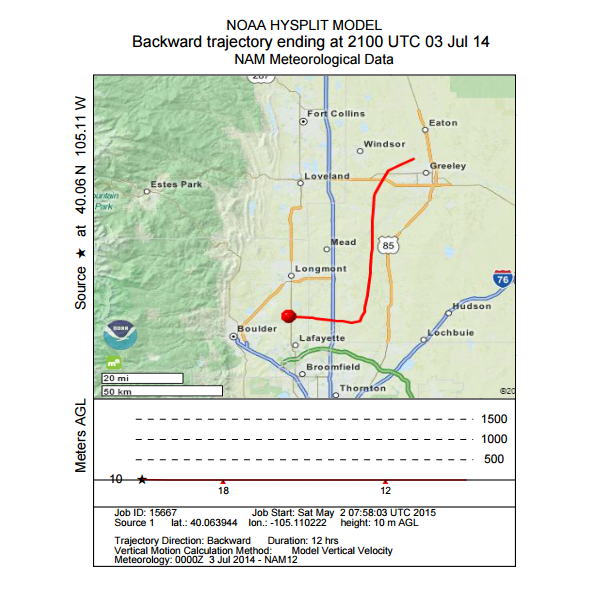 NOAA HYSPLIT MODEL
Backward trajectory ending at 2100 UTC 03 Jul 14
NAM Meteorological Data
Source ★ at 40.06 N 105.11 W
287
Fort Collins
Eaton
Windsor
Greeley
Loveland
Estes Park
Park
Mead
85
Longmont
76
Hudson
NOAA
Boulder
Lochbuie
Lafayette
Broomfield
20 mi
Thornton
50 km
©20
Meters AGL
1500
1000
500
10
18
12
Job ID: 15667 Job Start: Sat May 2 07:58:03 UTC 2015
Source 1 lat.: 40.063944 lon.: -105.110222 height: 10 m AGL
Trajectory Direction: Backward Duration: 12 hrs
Vertical Motion Calculation Method: Model Vertical Velocity
Meteorology: 0000Z 3 Jul 2014 - NAM12